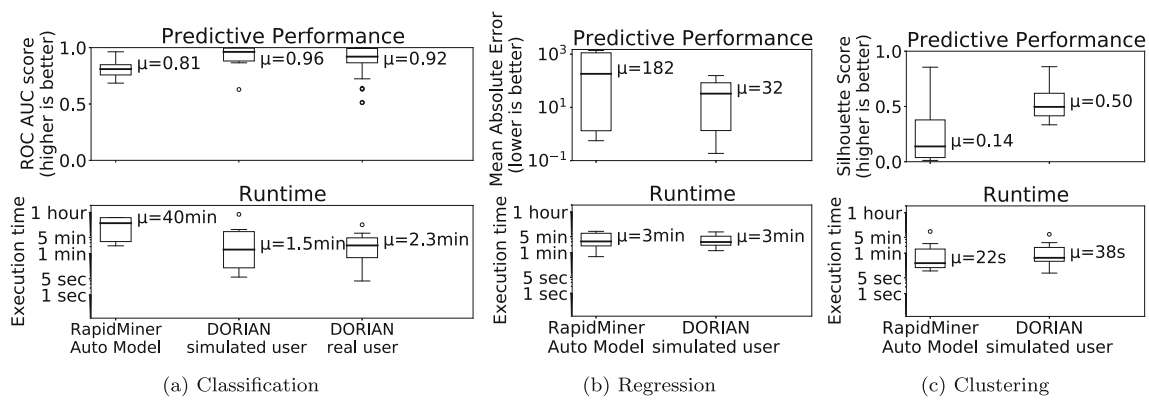 Predictive Performance
ROC AUC score
(higher is better)
1.0
0.5
0.0
μ=0.81
μ=0.96
μ=0.92
Runtime
Execution time
1 hour
5 min
1 min
5 sec
1 sec
μ=40min
μ=1.5min
μ=2.3min
RapidMiner
Auto Model
DORIAN
simulated user
DORIAN
real user
(a) Classification
Predictive Performance
Mean Absolute Error
(lower is better)
10³
10¹
10⁻¹
μ=182
μ=32
Runtime
Execution time
1 hour
5 min
1 min
5 sec
1 sec
μ=3min
μ=3min
RapidMiner
Auto Model
DORIAN
simulated user
(b) Regression
Predictive Performance
Silhouette Score
(higher is better)
1.0
0.5
0.0
μ=0.14
μ=0.50
Runtime
Execution time
1 hour
5 min
1 min
5 sec
1 sec
μ=22s
μ=38s
RapidMiner
Auto Model
DORIAN
simulated user
(c) Clustering